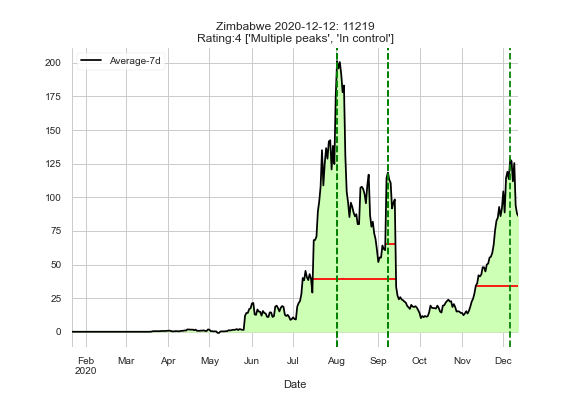 Zimbabwe 2020-12-12: 11219
Rating:4 ['Multiple peaks', 'In control']
Average-7d
200
175
150
125
100
75
50
25
0
Feb Mar Apr May Jun Jul Aug Sep Oct Nov Dec
2020
Date